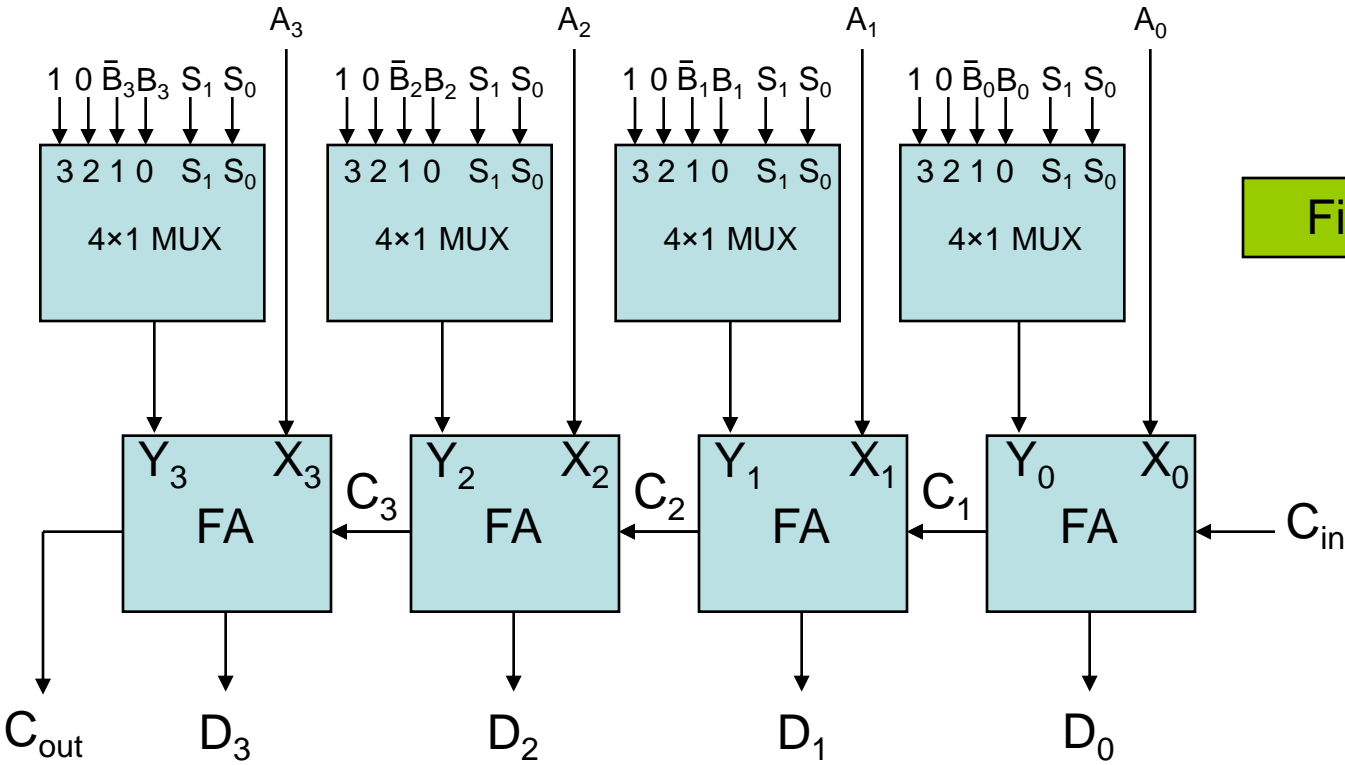 A₃ A₂ A₁ A₀
1 0 B̄₃ B₃ S₁ S₀ 1 0 B̄₂ B₂ S₁ S₀ 1 0 B̄₁ B₁ S₁ S₀ 1 0 B̄₀ B₀ S₁ S₀
3 2 1 0 S₁ S₀ 3 2 1 0 S₁ S₀ 3 2 1 0 S₁ S₀ 3 2 1 0 S₁ S₀
Fi
4×1 MUX 4×1 MUX 4×1 MUX 4×1 MUX
Y₃ X₃ Y₂ X₂ Y₁ X₁ Y₀ X₀
C₃ C₂ C₁
FA FA FA FA Cᵢₙ
Cₒᵤₜ D₃ D₂ D₁ D₀